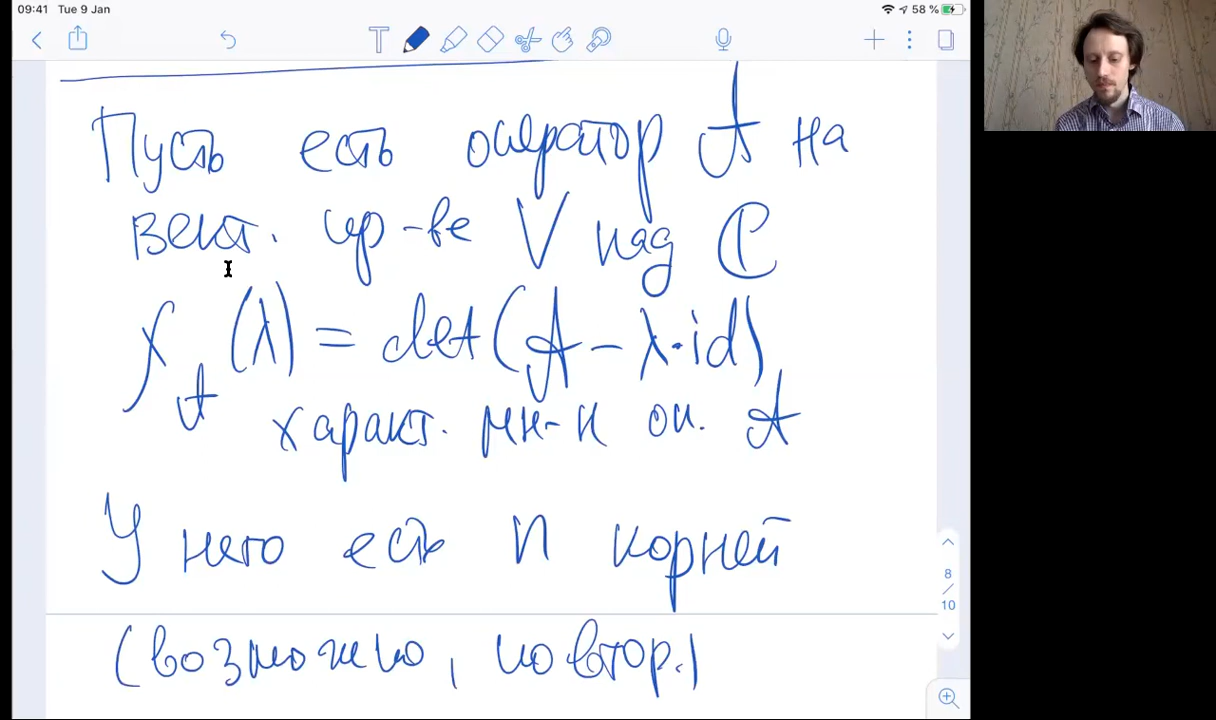 09:41 Tue 9 Jan
58 %
T
Пусть есть оператор A на
вект. пр-ве V над ℂ
χ_A (λ) = det(A − λ·id)
характ. мн-н оп. A
У него есть n корней
8
/
10
(возможно, повтор.)